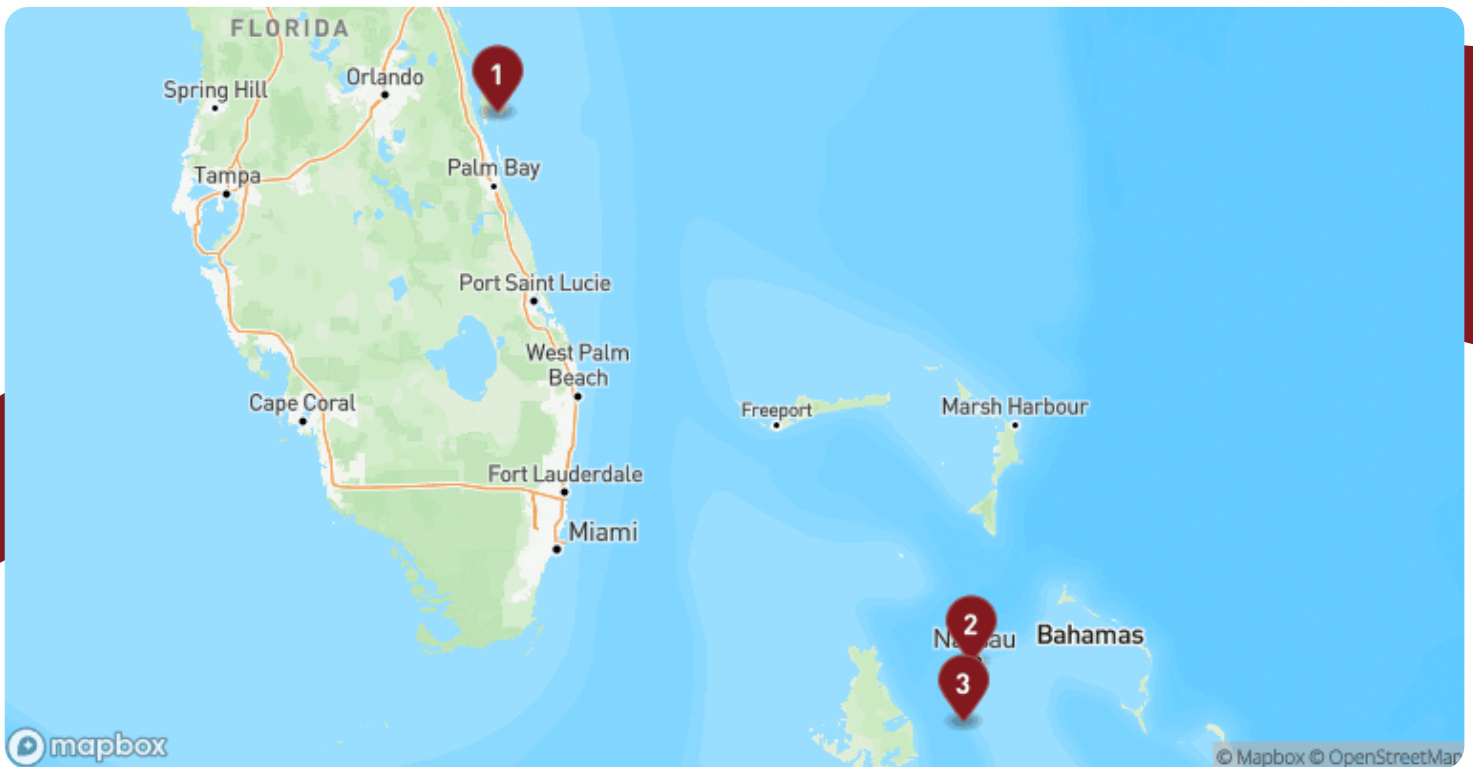 FLORIDA
Orlando
1
Spring Hill
Palm Bay
Tampa
Port Saint Lucie
West Palm
Beach
Cape Coral
Freeport
Marsh Harbour
Fort Lauderdale
Miami
2
Bahamas
3
mapbox
© Mapbox © OpenStreetMap